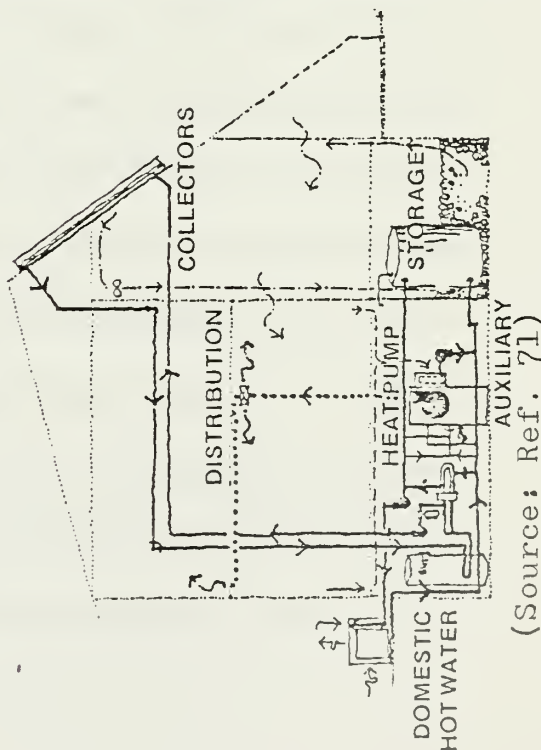 COLLECTORS
DISTRIBUTION
STORAGE
HEAT PUMP
AUXILIARY
DOMESTIC
HOT WATER
(Source: Ref. 71)